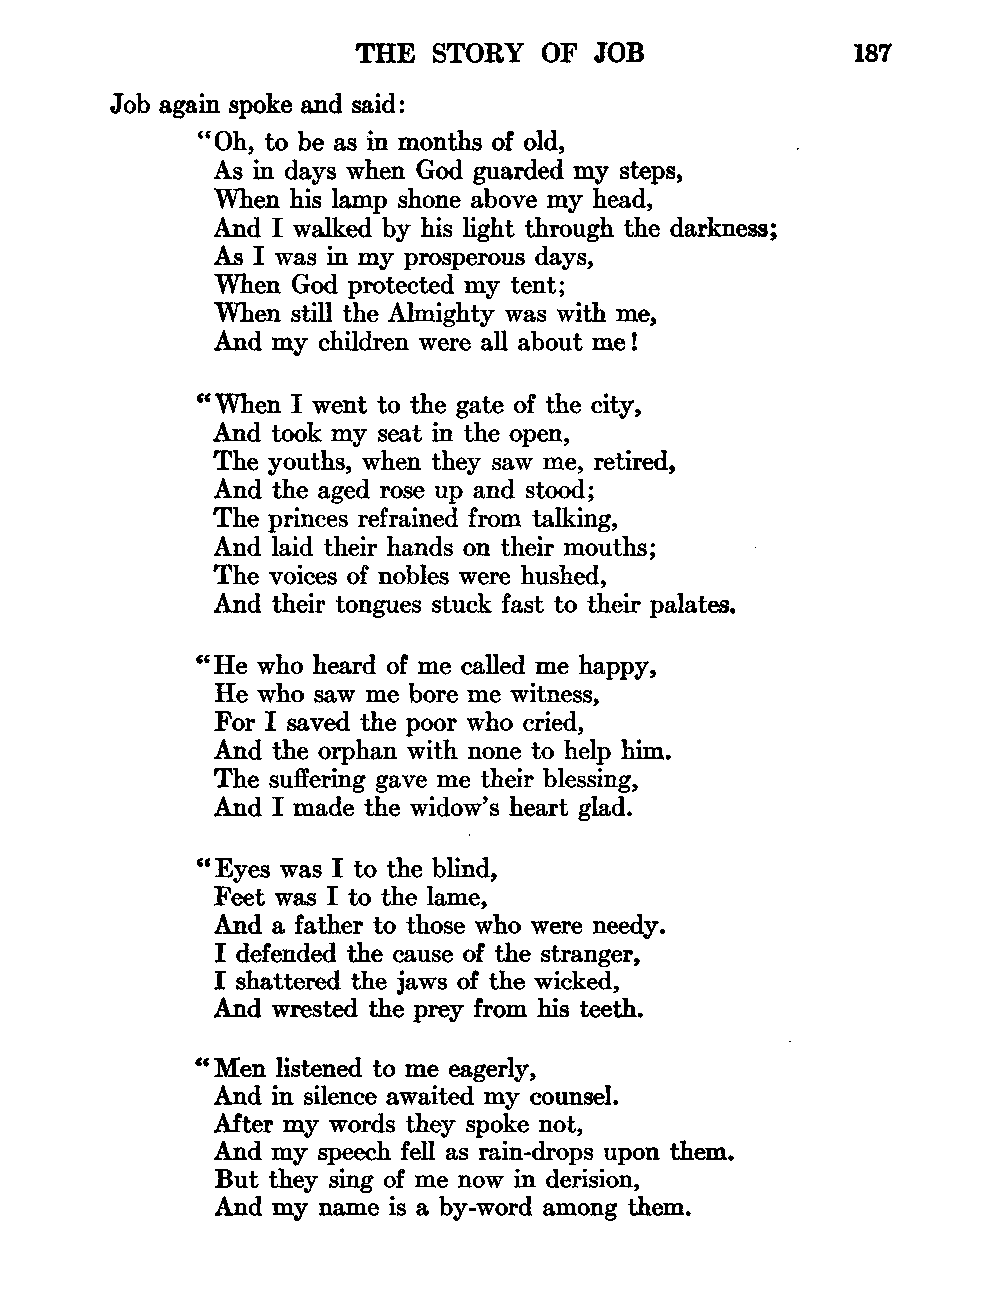 THE STORY OF JOB 187
Job again spoke and said:
“Oh, to be as in months of old,
As in days when God guarded my steps,
When his lamp shone above my head,
And I walked by his light through the darkness;
As I was in my prosperous days,
When God protected my tent;
When still the Almighty was with me,
And my children were all about me!
“When I went to the gate of the city,
And took my seat in the open,
The youths, when they saw me, retired,
And the aged rose up and stood;
The princes refrained from talking,
And laid their hands on their mouths;
The voices of nobles were hushed,
And their tongues stuck fast to their palates.
“He who heard of me called me happy,
He who saw me bore me witness,
For I saved the poor who cried,
And the orphan with none to help him.
The suffering gave me their blessing,
And I made the widow’s heart glad.
“Eyes was I to the blind,
Feet was I to the lame,
And a father to those who were needy.
I defended the cause of the stranger,
I shattered the jaws of the wicked,
And wrested the prey from his teeth.
“Men listened to me eagerly,
And in silence awaited my counsel.
After my words they spoke not,
And my speech fell as rain-drops upon them.
But they sing of me now in derision,
And my name is a by-word among them.